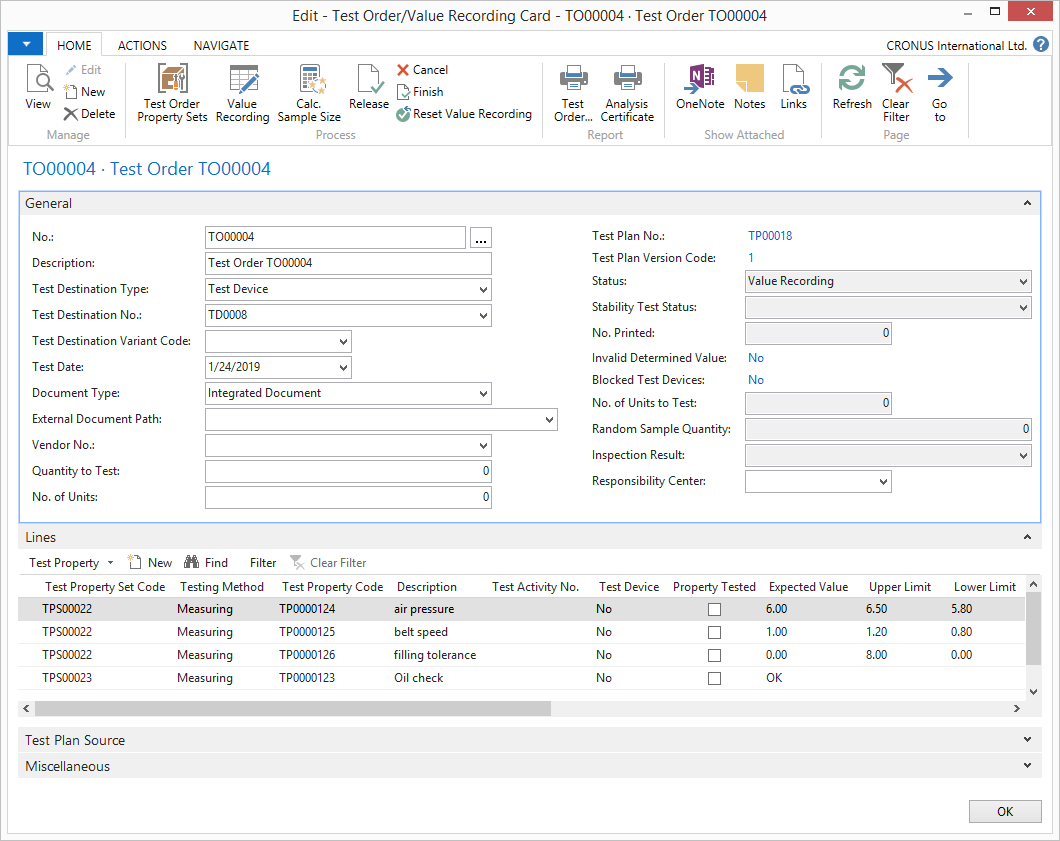 Edit - Test Order/Value Recording Card - TO00004 · Test Order TO00004
HOME ACTIONS NAVIGATE CRONUS International Ltd. ?
View
Edit
New
Delete
Manage
Test Order Property Sets
Value Recording
Calc. Sample Size
Release
Cancel
Finish
Reset Value Recording
Process
Test Order...
Analysis Certificate
Report
OneNote
Notes
Links
Show Attached
Refresh
Clear Filter
Go to
Page
TO00004 · Test Order TO00004
General
No.: TO00004 ...
Description: Test Order TO00004
Test Destination Type: Test Device
Test Destination No.: TD0008
Test Destination Variant Code:
Test Date: 1/24/2019
Document Type: Integrated Document
External Document Path:
Vendor No.:
Quantity to Test: 0
No. of Units: 0
Test Plan No.: TP00018
Test Plan Version Code: 1
Status: Value Recording
Stability Test Status:
No. Printed: 0
Invalid Determined Value: No
Blocked Test Devices: No
No. of Units to Test: 0
Random Sample Quantity: 0
Inspection Result:
Responsibility Center:
Lines
Test Property New Find Filter Clear Filter
Test Property Set Code Testing Method Test Property Code Description Test Activity No. Test Device Property Tested Expected Value Upper Limit Lower Limit
TPS00022 Measuring TP0000124 air pressure No 6.00 6.50 5.80
TPS00022 Measuring TP0000125 belt speed No 1.00 1.20 0.80
TPS00022 Measuring TP0000126 filling tolerance No 0.00 8.00 0.00
TPS00023 Measuring TP0000123 Oil check No OK
Test Plan Source
Miscellaneous
OK